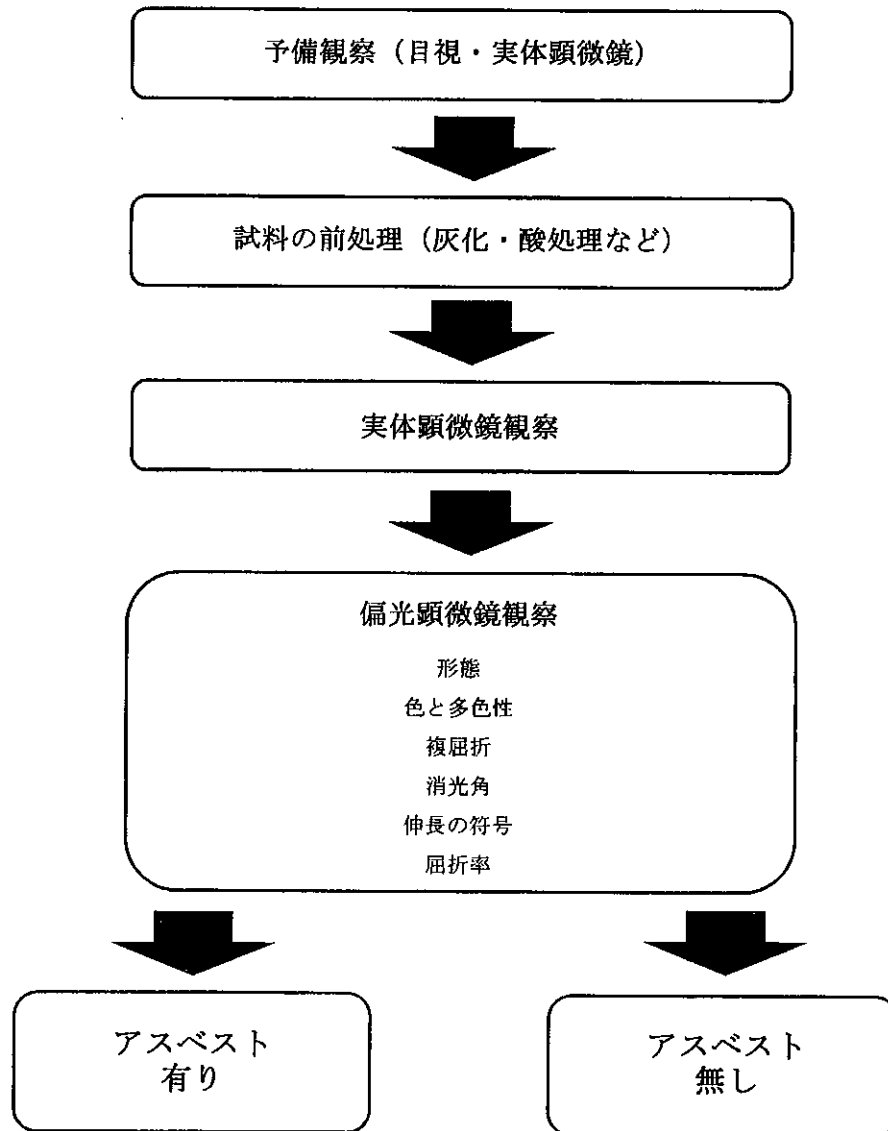 予備観察（目視・実体顕微鏡）
試料の前処理（灰化・酸処理など）
実体顕微鏡観察
偏光顕微鏡観察
形態
色と多色性
複屈折
消光角
伸長の符号
屈折率
アスベスト
有り
アスベスト
無し